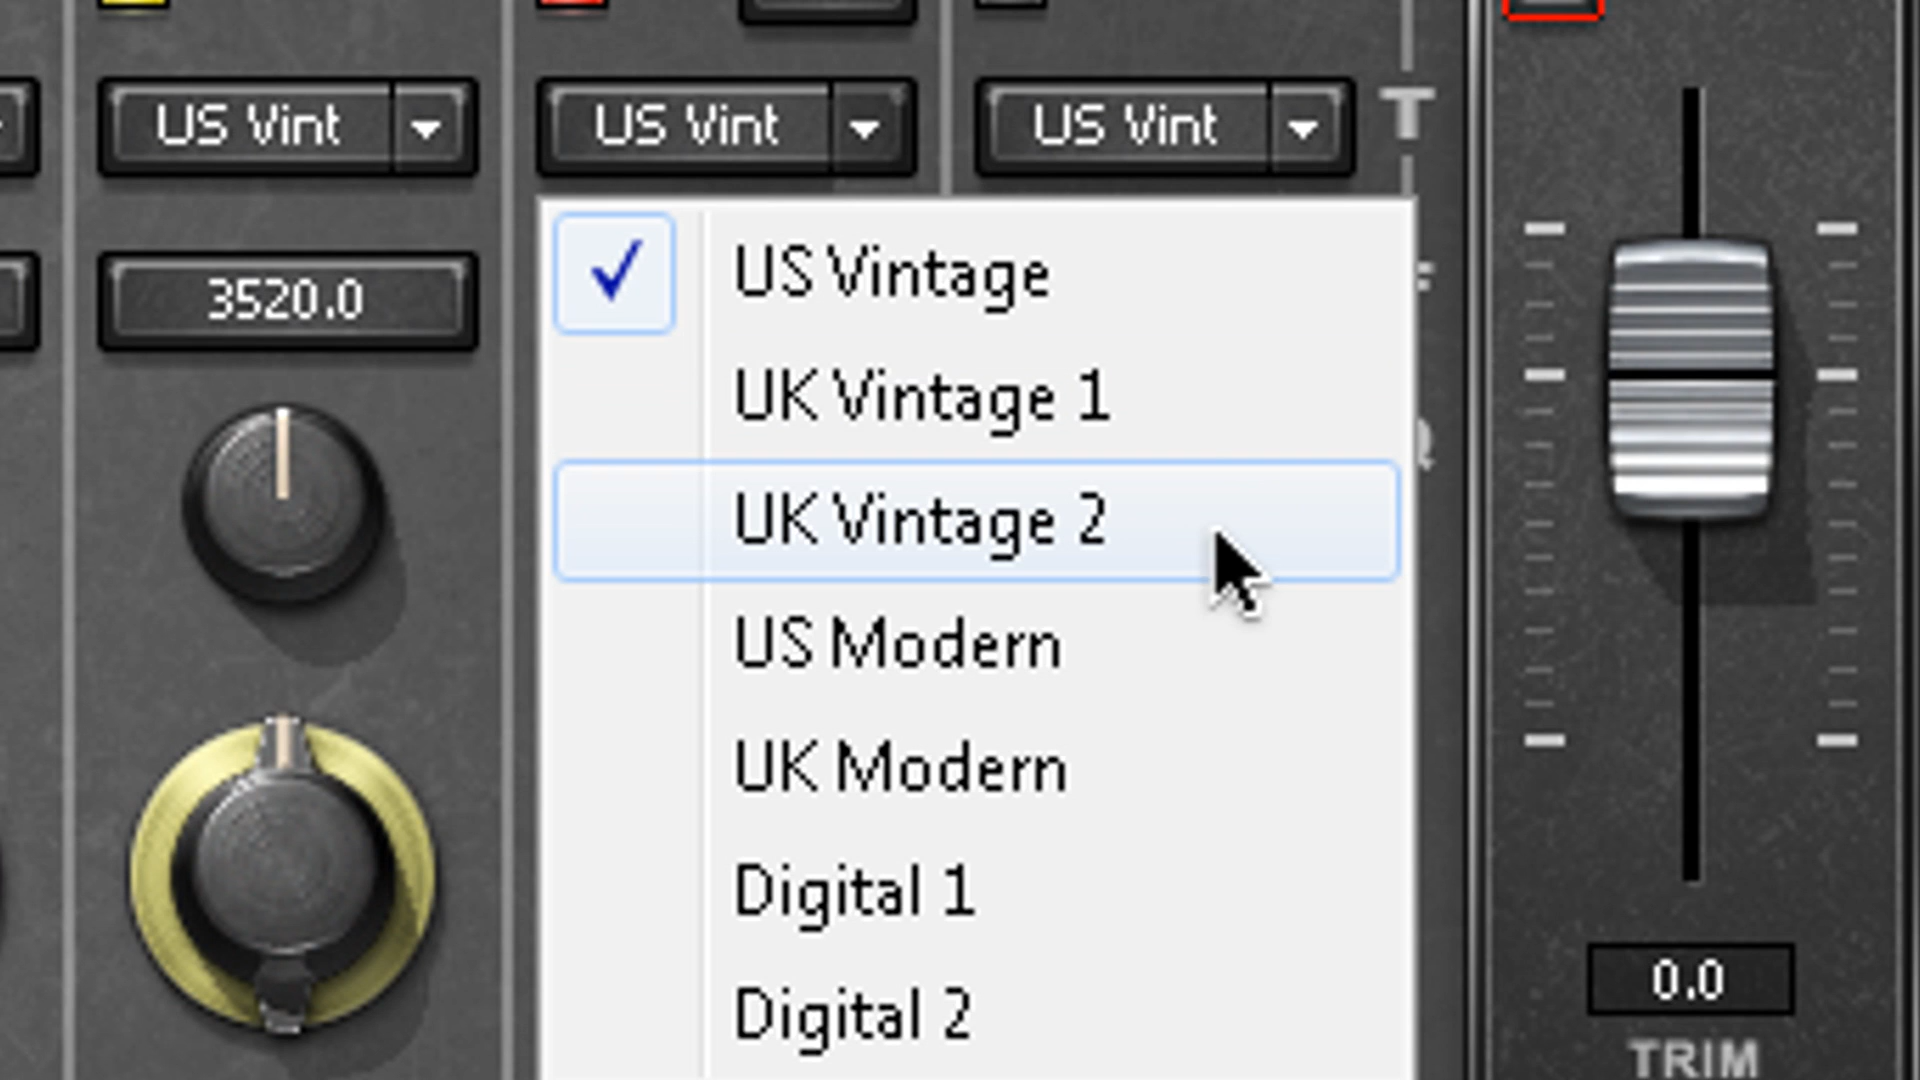 US Vint
US Vint
US Vint
T
3520.0
US Vintage
UK Vintage 1
UK Vintage 2
US Modern
UK Modern
Digital 1
Digital 2
0.0
TRIM